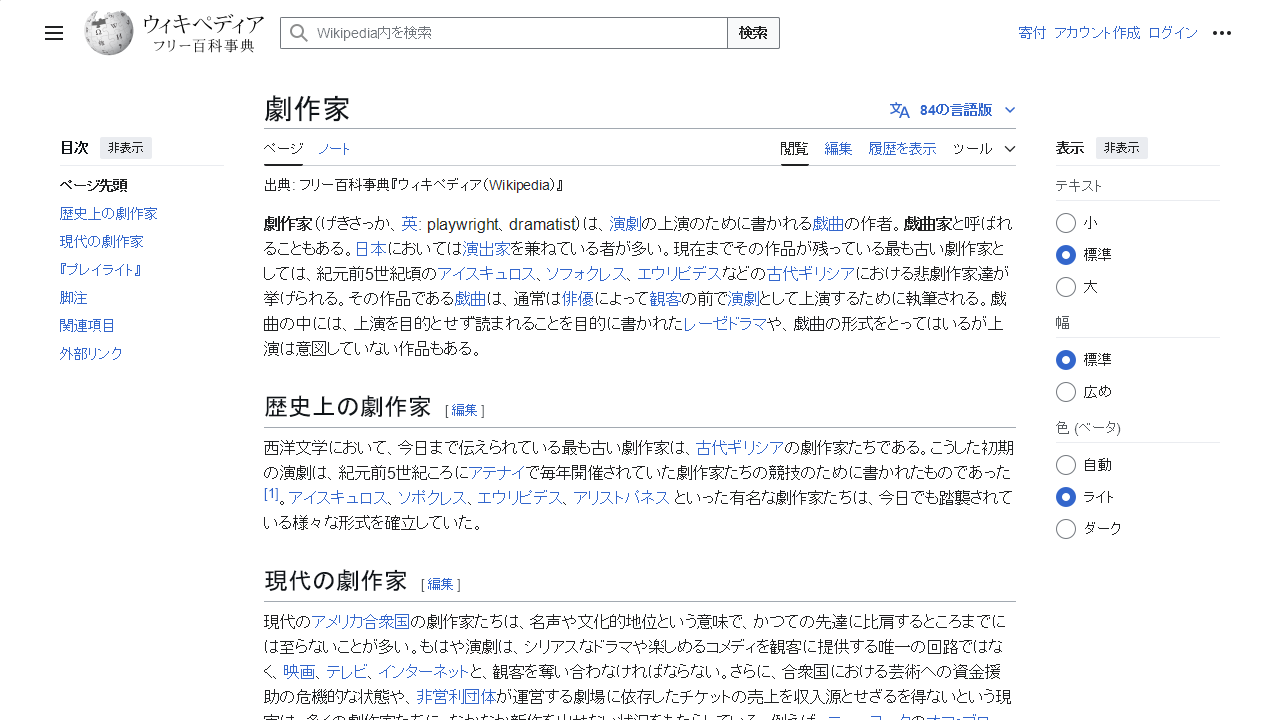 ウィキペディア
フリー百科事典
Wikipedia内を検索
検索
寄付 アカウント作成 ログイン
劇作家
84の言語版
ページ ノート
閲覧 編集 履歴を表示 ツール
目次 非表示
ページ先頭
歴史上の劇作家
現代の劇作家
『プレイライト』
脚注
関連項目
外部リンク
出典: フリー百科事典『ウィキペディア(Wikipedia)』
劇作家(げきさっか、英: playwright、dramatist)は、演劇の上演のために書かれる戯曲の作者。戯曲家と呼ばれ
ることもある。日本においては演出家を兼ねている者が多い。現在までその作品が残っている最も古い劇作家と
しては、紀元前5世紀頃のアイスキュロス、ソフォクレス、エウリピデスなどの古代ギリシアにおける悲劇作家達が
挙げられる。その作品である戯曲は、通常は俳優によって観客の前で演劇として上演するために執筆される。戯
曲の中には、上演を目的とせず読まれることを目的に書かれたレーゼドラマや、戯曲の形式をとってはいるが上
演は意図していない作品もある。
歴史上の劇作家 [編集]
西洋文学において、今日まで伝えられている最も古い劇作家は、古代ギリシアの劇作家たちである。こうした初期
の演劇は、紀元前5世紀ころにアテナイで毎年開催されていた劇作家たちの競技のために書かれたものであった
[1]。アイスキュロス、ソポクレス、エウリピデス、アリストパネス といった有名な劇作家たちは、今日でも踏襲されて
いる様々な形式を確立していた。
現代の劇作家 [編集]
現代のアメリカ合衆国の劇作家たちは、名声や文化的地位という意味で、かつての先達に比肩するところまでに
は至らないことが多い。もはや演劇は、シリアスなドラマや楽しめるコメディを観客に提供する唯一の回路ではな
く、映画、テレビ、インターネットと、観客を奪い合わなければならない。さらに、合衆国における芸術への資金援
助の危機的な状態や、非営利団体が運営する劇場に依存したチケットの売上を収入源とせざるを得ないという現
表示 非表示
テキスト
小
標準
大
幅
標準
広め
色 (ベータ)
自動
ライト
ダーク